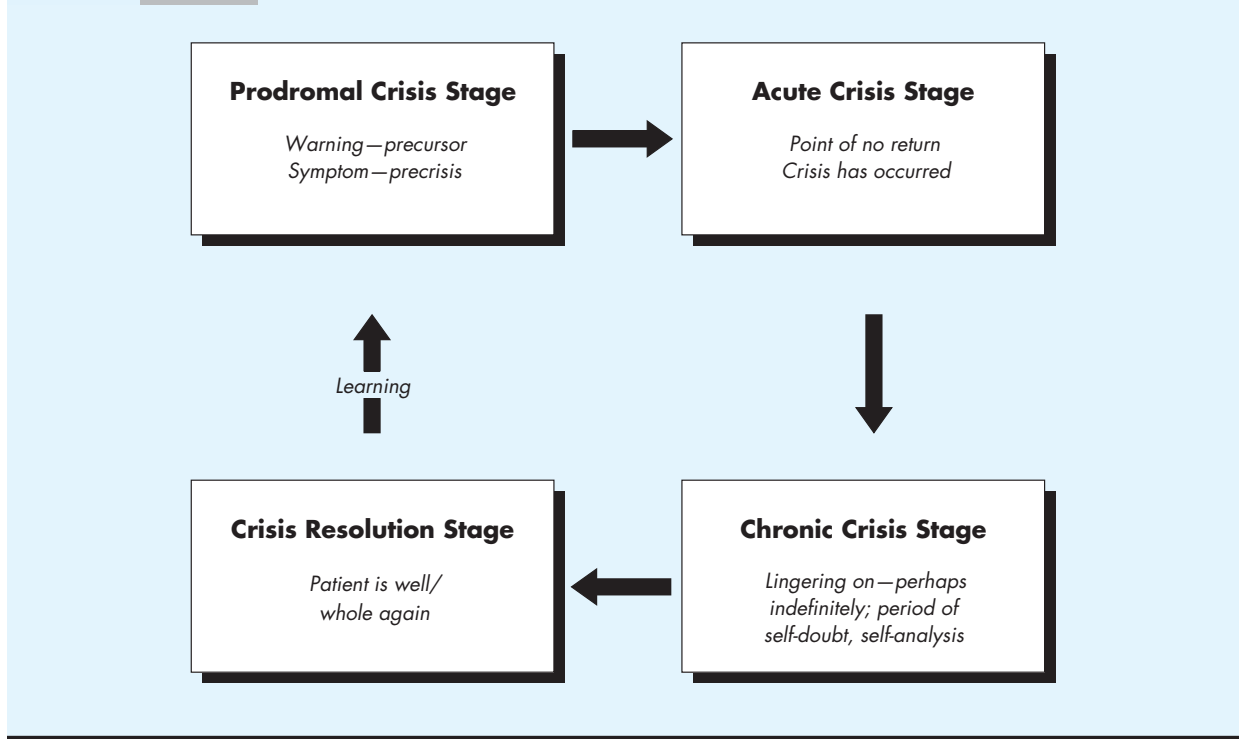 Prodromal Crisis Stage
Warning—precursor
Symptom—precrisis
Acute Crisis Stage
Point of no return
Crisis has occurred
Learning
Crisis Resolution Stage
Patient is well/
whole again
Chronic Crisis Stage
Lingering on—perhaps
indefinitely; period of
self-doubt, self-analysis